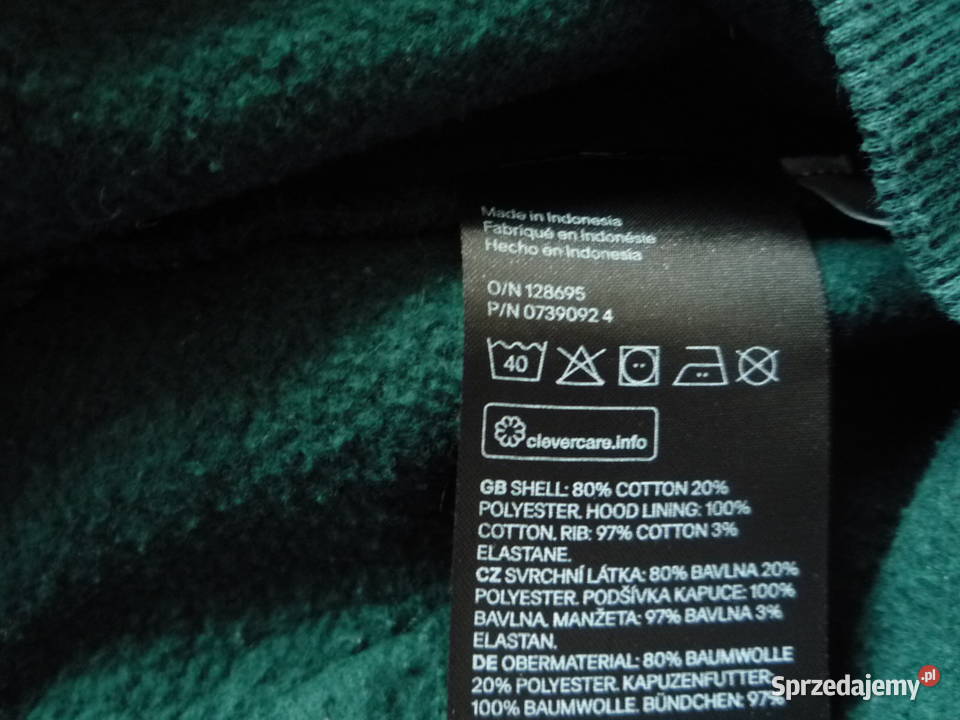 Made in Indonesia
Fabriqué en Indonésie
Hecho en Indonesia
O/N 128695
P/N 0739092 4
40
clevercare.info
GB SHELL: 80% COTTON 20%
POLYESTER. HOOD LINING: 100%
COTTON. RIB: 97% COTTON 3%
ELASTANE.
CZ SVRCHNÍ LÁTKA: 80% BAVLNA 20%
POLYESTER. PODŠÍVKA KAPUCE: 100%
BAVLNA. MANŽETA: 97% BAVLNA 3%
ELASTAN.
DE OBERMATERIAL: 80% BAUMWOLLE
20% POLYESTER. KAPUZENFUTTER:
100% BAUMWOLLE. BÜNDCHEN: 97%
Sprzedajemy.pl